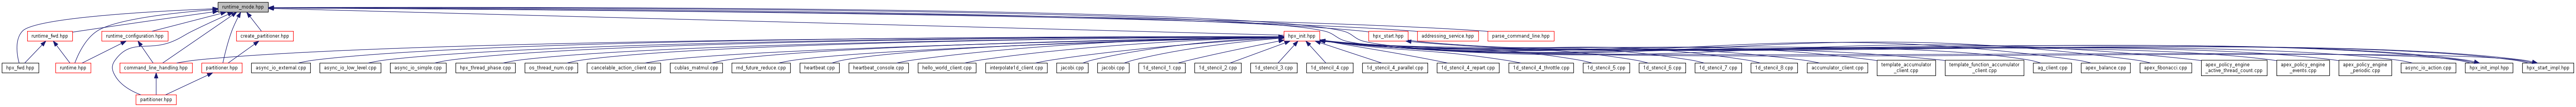 runtime_mode.hpp
runtime_fwd.hpp
runtime_configuration.hpp
create_partitioner.hpp
hpx_init.hpp
hpx_start.hpp
addressing_service.hpp
parse_command_line.hpp
hpx_fwd.hpp
runtime.hpp
command_line_handling.hpp
partitioner.hpp
async_io_external.cpp
async_io_low_level.cpp
async_io_simple.cpp
hpx_thread_phase.cpp
os_thread_num.cpp
cancelable_action_client.cpp
cublas_matmul.cpp
rnd_future_reduce.cpp
heartbeat.cpp
heartbeat_console.cpp
hello_world_client.cpp
interpolate1d_client.cpp
jacobi.cpp
jacobi.cpp
1d_stencil_1.cpp
1d_stencil_2.cpp
1d_stencil_3.cpp
1d_stencil_4.cpp
1d_stencil_4_parallel.cpp
1d_stencil_4_repart.cpp
1d_stencil_4_throttle.cpp
1d_stencil_5.cpp
1d_stencil_6.cpp
1d_stencil_7.cpp
1d_stencil_8.cpp
accumulator_client.cpp
template_accumulator
_client.cpp
template_function_accumulator
_client.cpp
ag_client.cpp
apex_balance.cpp
apex_fibonacci.cpp
apex_policy_engine
_active_thread_count.cpp
apex_policy_engine
_events.cpp
apex_policy_engine
_periodic.cpp
async_io_action.cpp
hpx_init_impl.hpp
hpx_start_impl.hpp
partitioner.hpp